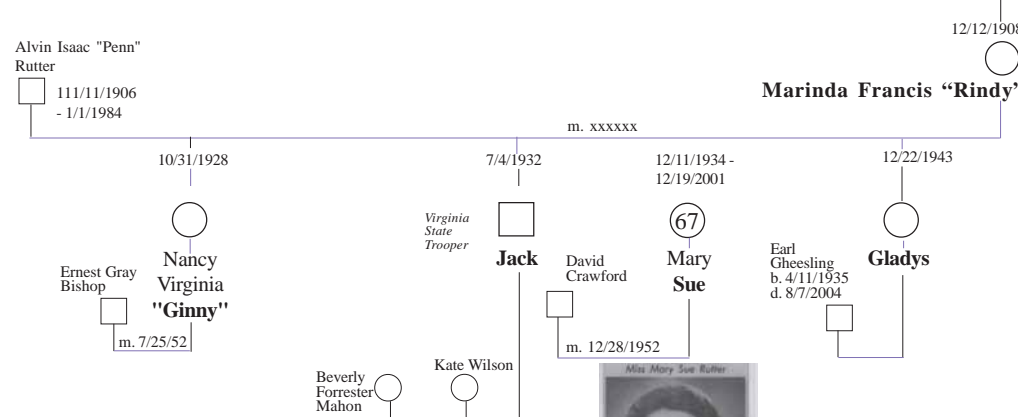 12/12/1908
Alvin Isaac "Penn"
Rutter
111/11/1906
- 1/1/1984
Marinda Francis “Rindy”
m. xxxxxx
10/31/1928
7/4/1932
12/11/1934 -
12/19/2001
12/22/1943
Virginia
State
Trooper
67
Nancy
Virginia
"Ginny"
Jack
Mary
Sue
Gladys
Ernest Gray
Bishop
David
Crawford
Earl
Gheesling
b. 4/11/1935
d. 8/7/2004
m. 7/25/52
m. 12/28/1952
Beverly
Forrester
Mahon
Kate Wilson
Miss Mary Sue Rutter